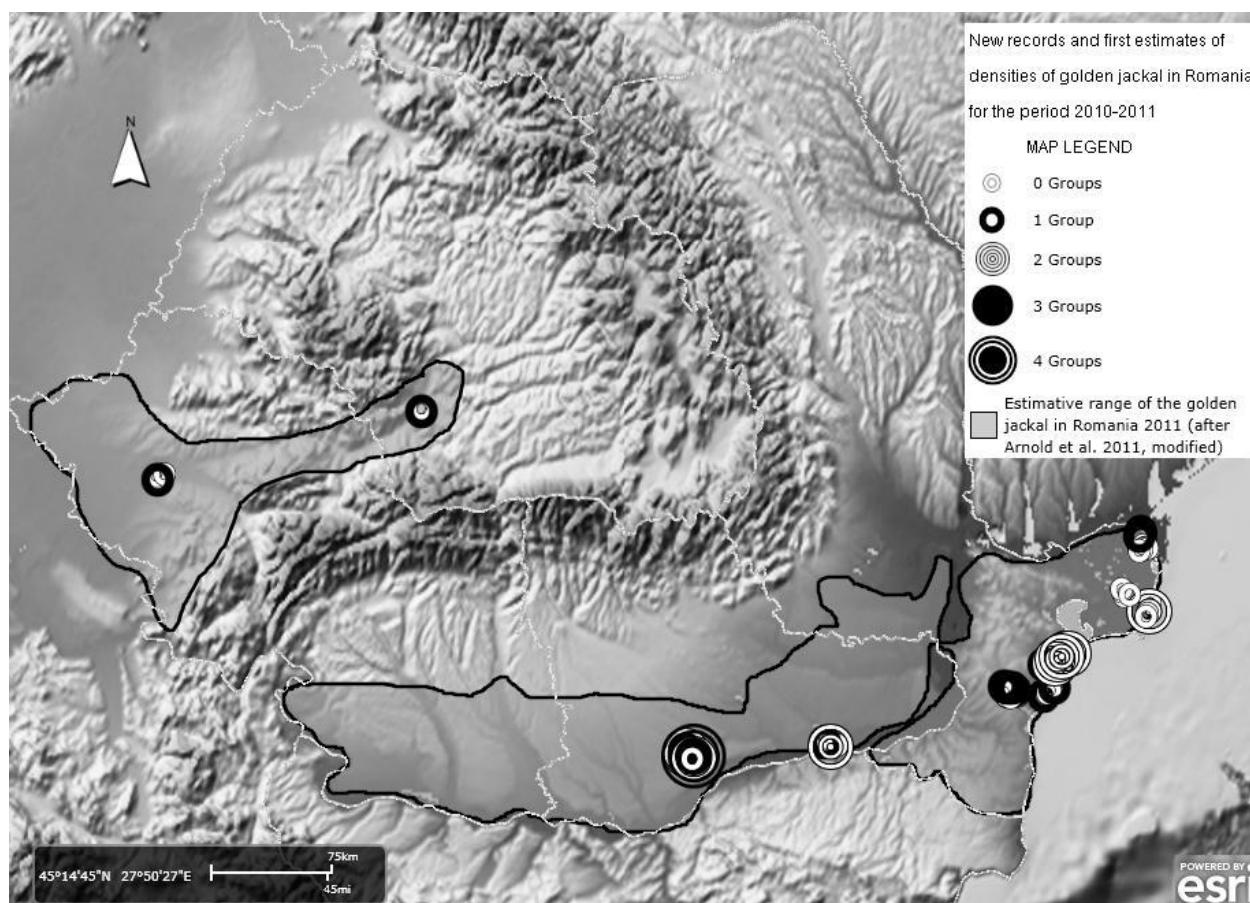 New records and first estimates of
densities of golden jackal in Romania
for the period 2010-2011
MAP LEGEND
0 Groups
1 Group
2 Groups
3 Groups
4 Groups
Estimative range of the golden
jackal in Romania 2011 (after
Arnold et al. 2011, modified)
N
45°14'45"N 27°50'27"E
75km
45mi
POWERED BY
esri